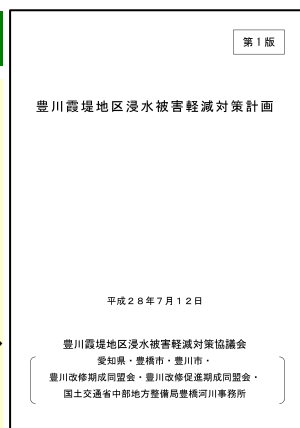 第１版
豊川霞堤地区浸水被害軽減対策計画
平成２８年７月１２日
豊川霞堤地区浸水被害軽減対策協議会
愛知県・豊橋市・豊川市・
豊川改修期成同盟会・豊川改修促進期成同盟会・
国土交通省中部地方整備局豊橋河川事務所